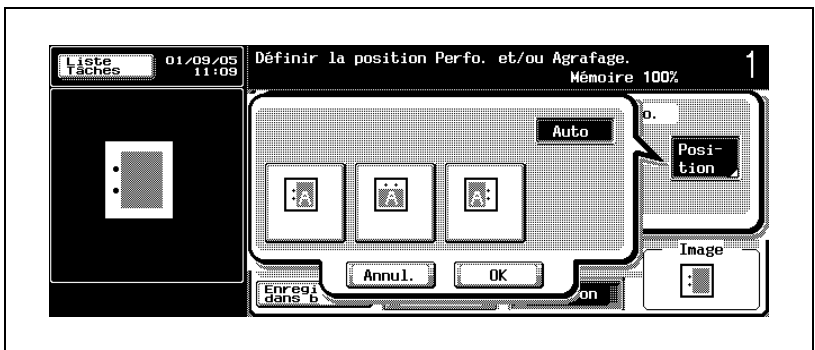 Liste
Tâches
01/09/05
11:09
Définir la position Perfo. et/ou Agrafage.
Mémoire 100%
1
o.
Auto
Posi-
tion
A
A
A
Annul.
OK
Image
Enregi
dans b
on